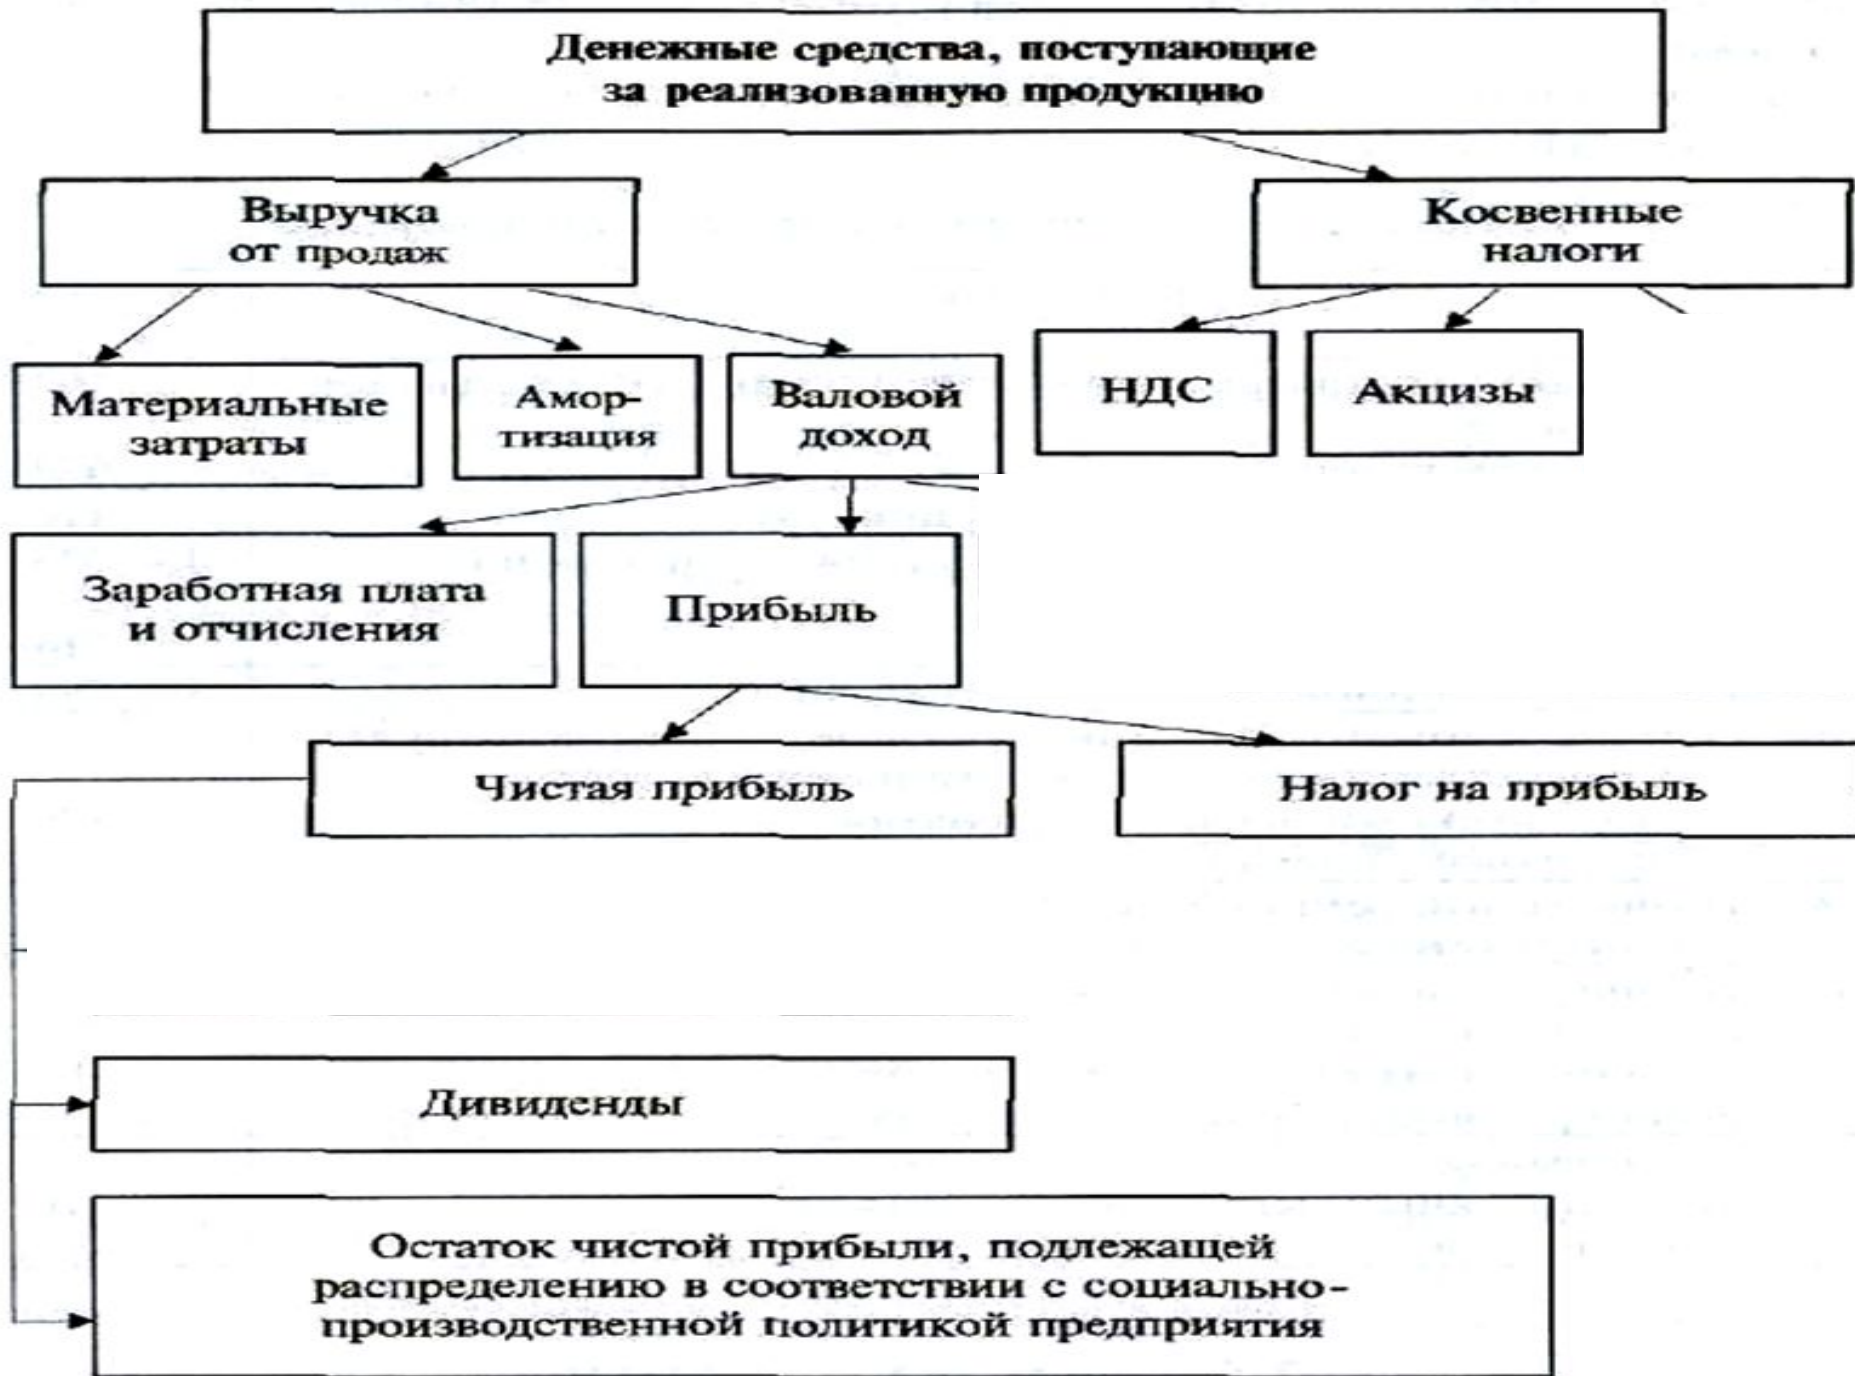 Денежные средства, поступающие
за реализованную продукцию
Выручка
от продаж
Косвенные
налоги
Материальные
затраты
Амор-
тизация
Валовой
доход
НДС
Акцизы
Заработная плата
и отчисления
Прибыль
Чистая прибыль
Налог на прибыль
Дивиденды
Остаток чистой прибыли, подлежащей
распределению в соответствии с социально-
производственной политикой предприятия